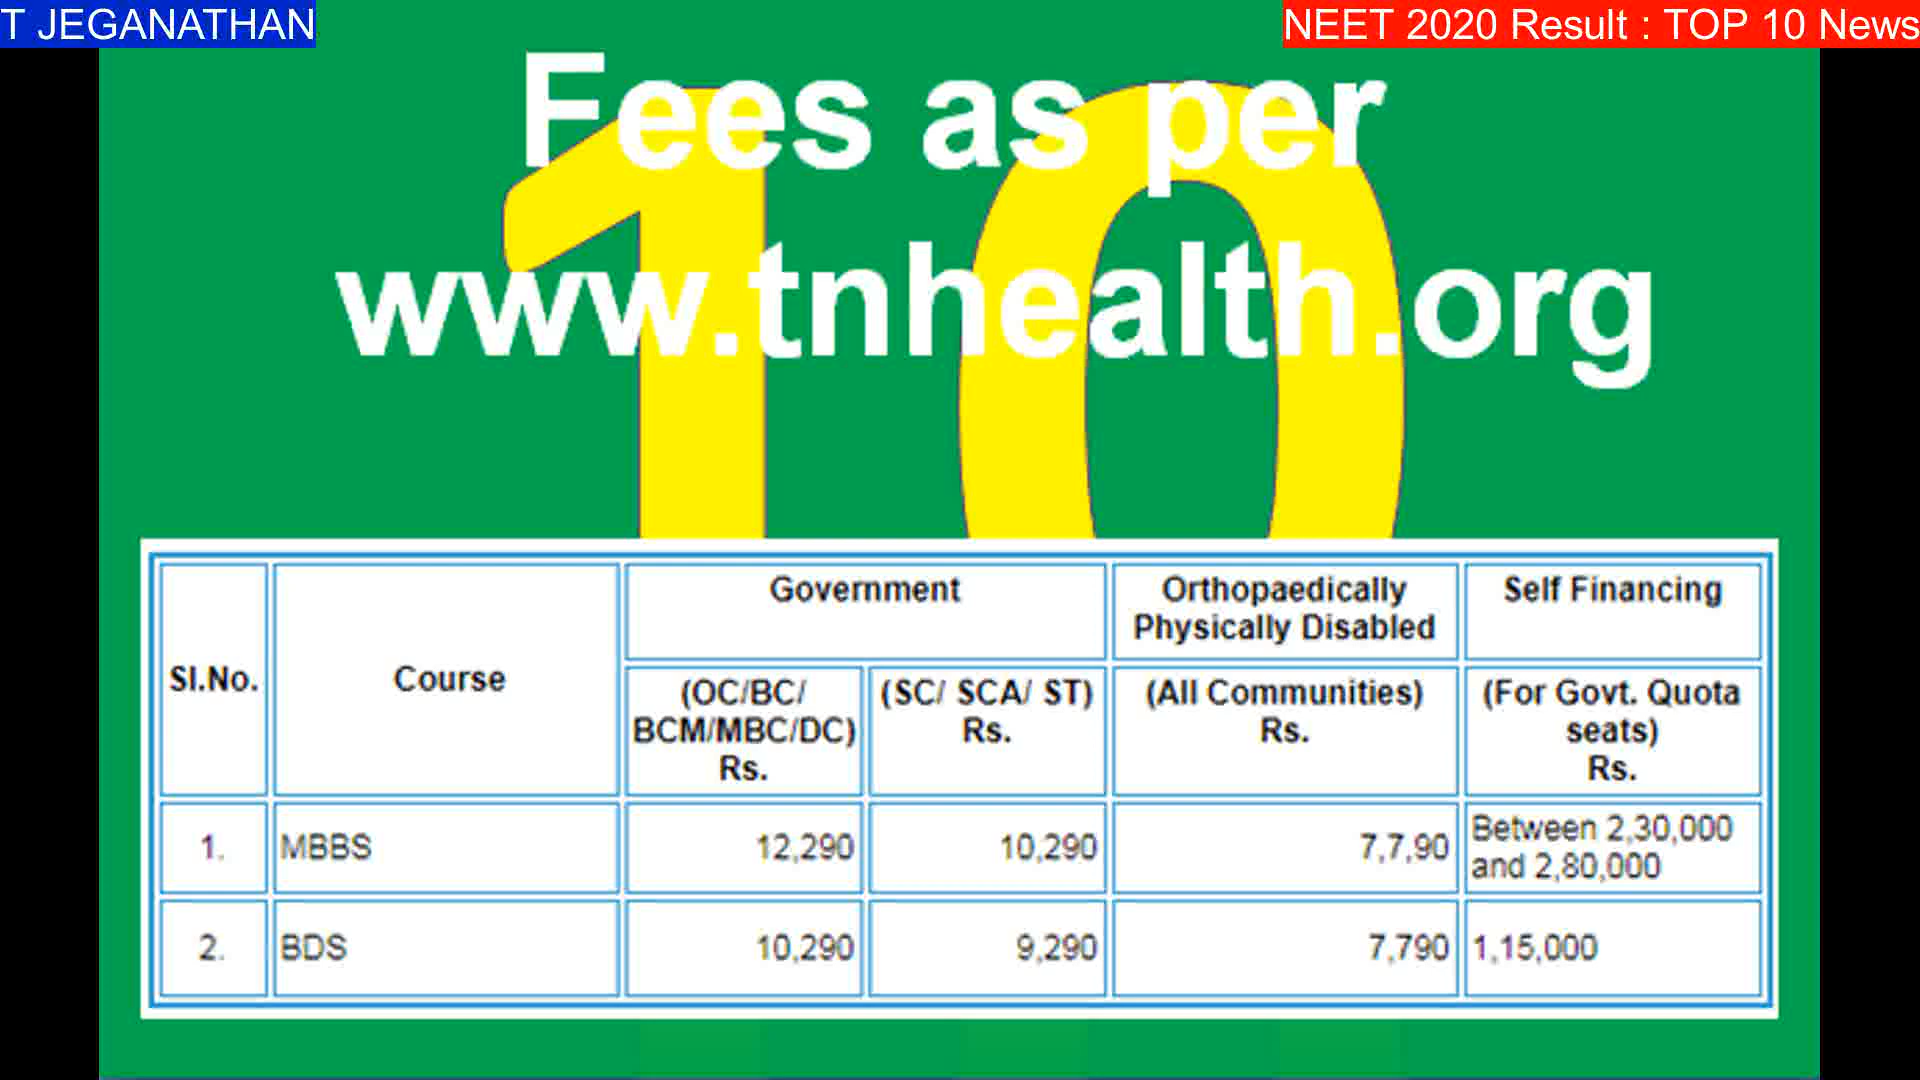 T JEGANATHAN
NEET 2020 Result : TOP 10 News
10
Fees as per
www.tnhealth.org
Sl.No.
Course
Government
Orthopaedically
Physically Disabled
Self Financing
(OC/BC/
BCM/MBC/DC)
Rs.
(SC/ SCA/ ST)
Rs.
(All Communities)
Rs.
(For Govt. Quota
seats)
Rs.
1.
MBBS
12,290
10,290
7,7,90
Between 2,30,000
and 2,80,000
2.
BDS
10,290
9,290
7,790
1,15,000